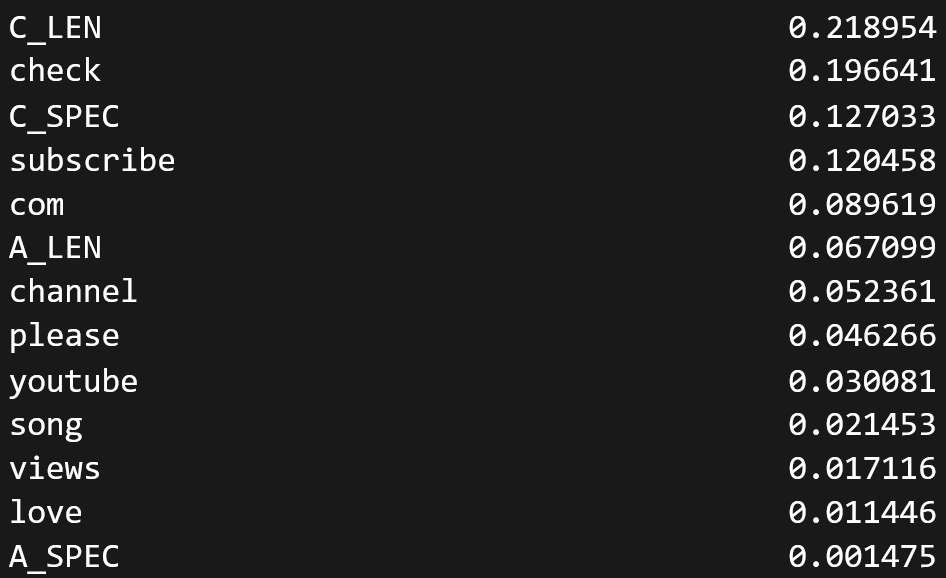 C_LEN 0.218954
check 0.196641
C_SPEC 0.127033
subscribe 0.120458
com 0.089619
A_LEN 0.067099
channel 0.052361
please 0.046266
youtube 0.030081
song 0.021453
views 0.017116
love 0.011446
A_SPEC 0.001475